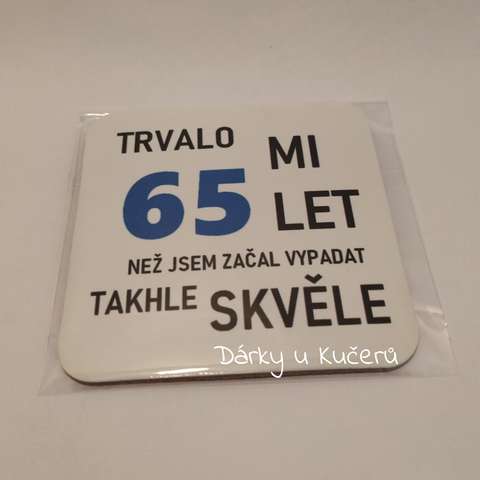 TRVALO MI
65 LET
NEŽ JSEM ZAČAL VYPADAT
TAKHLE SKVĚLE
Dárky u Kučerů